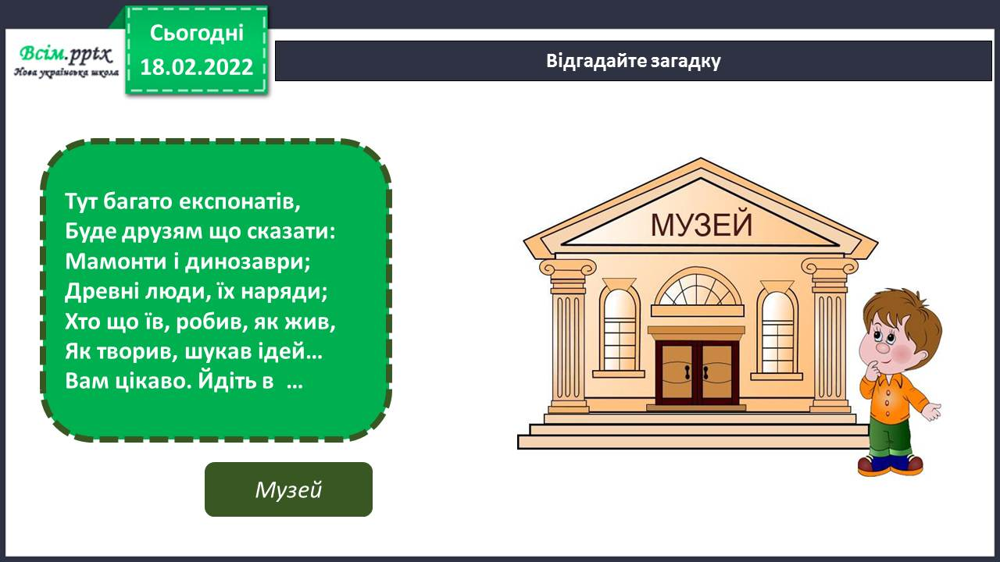 Всім.pptx
Нова українська школа
Сьогодні
18.02.2022
Відгадайте загадку
Тут багато експонатів,
Буде друзям що сказати:
Мамонти і динозаври;
Древні люди, їх наряди;
Хто що їв, робив, як жив,
Як творив, шукав ідей…
Вам цікаво. Йдіть в …
Музей
МУЗЕЙ